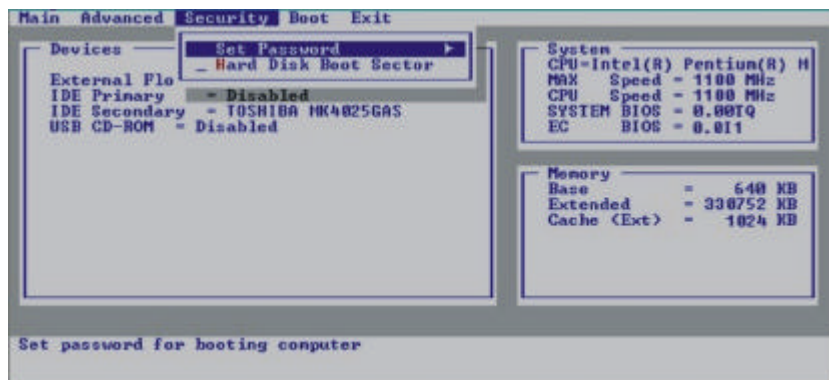 Main Advanced Security Boot Exit
Set Password
Hard Disk Boot Sector
Devices
External Flo
IDE Primary = Disabled
IDE Secondary = TOSHIBA MK4025GAS
USB CD-ROM = Disabled
System
CPU=Intel(R) Pentium(R) M
MAX Speed = 1100 MHz
CPU Speed = 1100 MHz
SYSTEM BIOS = 0.00TQ
EC BIOS = 0.011
Memory
Base = 640 KB
Extended = 330752 KB
Cache (Ext) = 1024 KB
Set password for booting computer